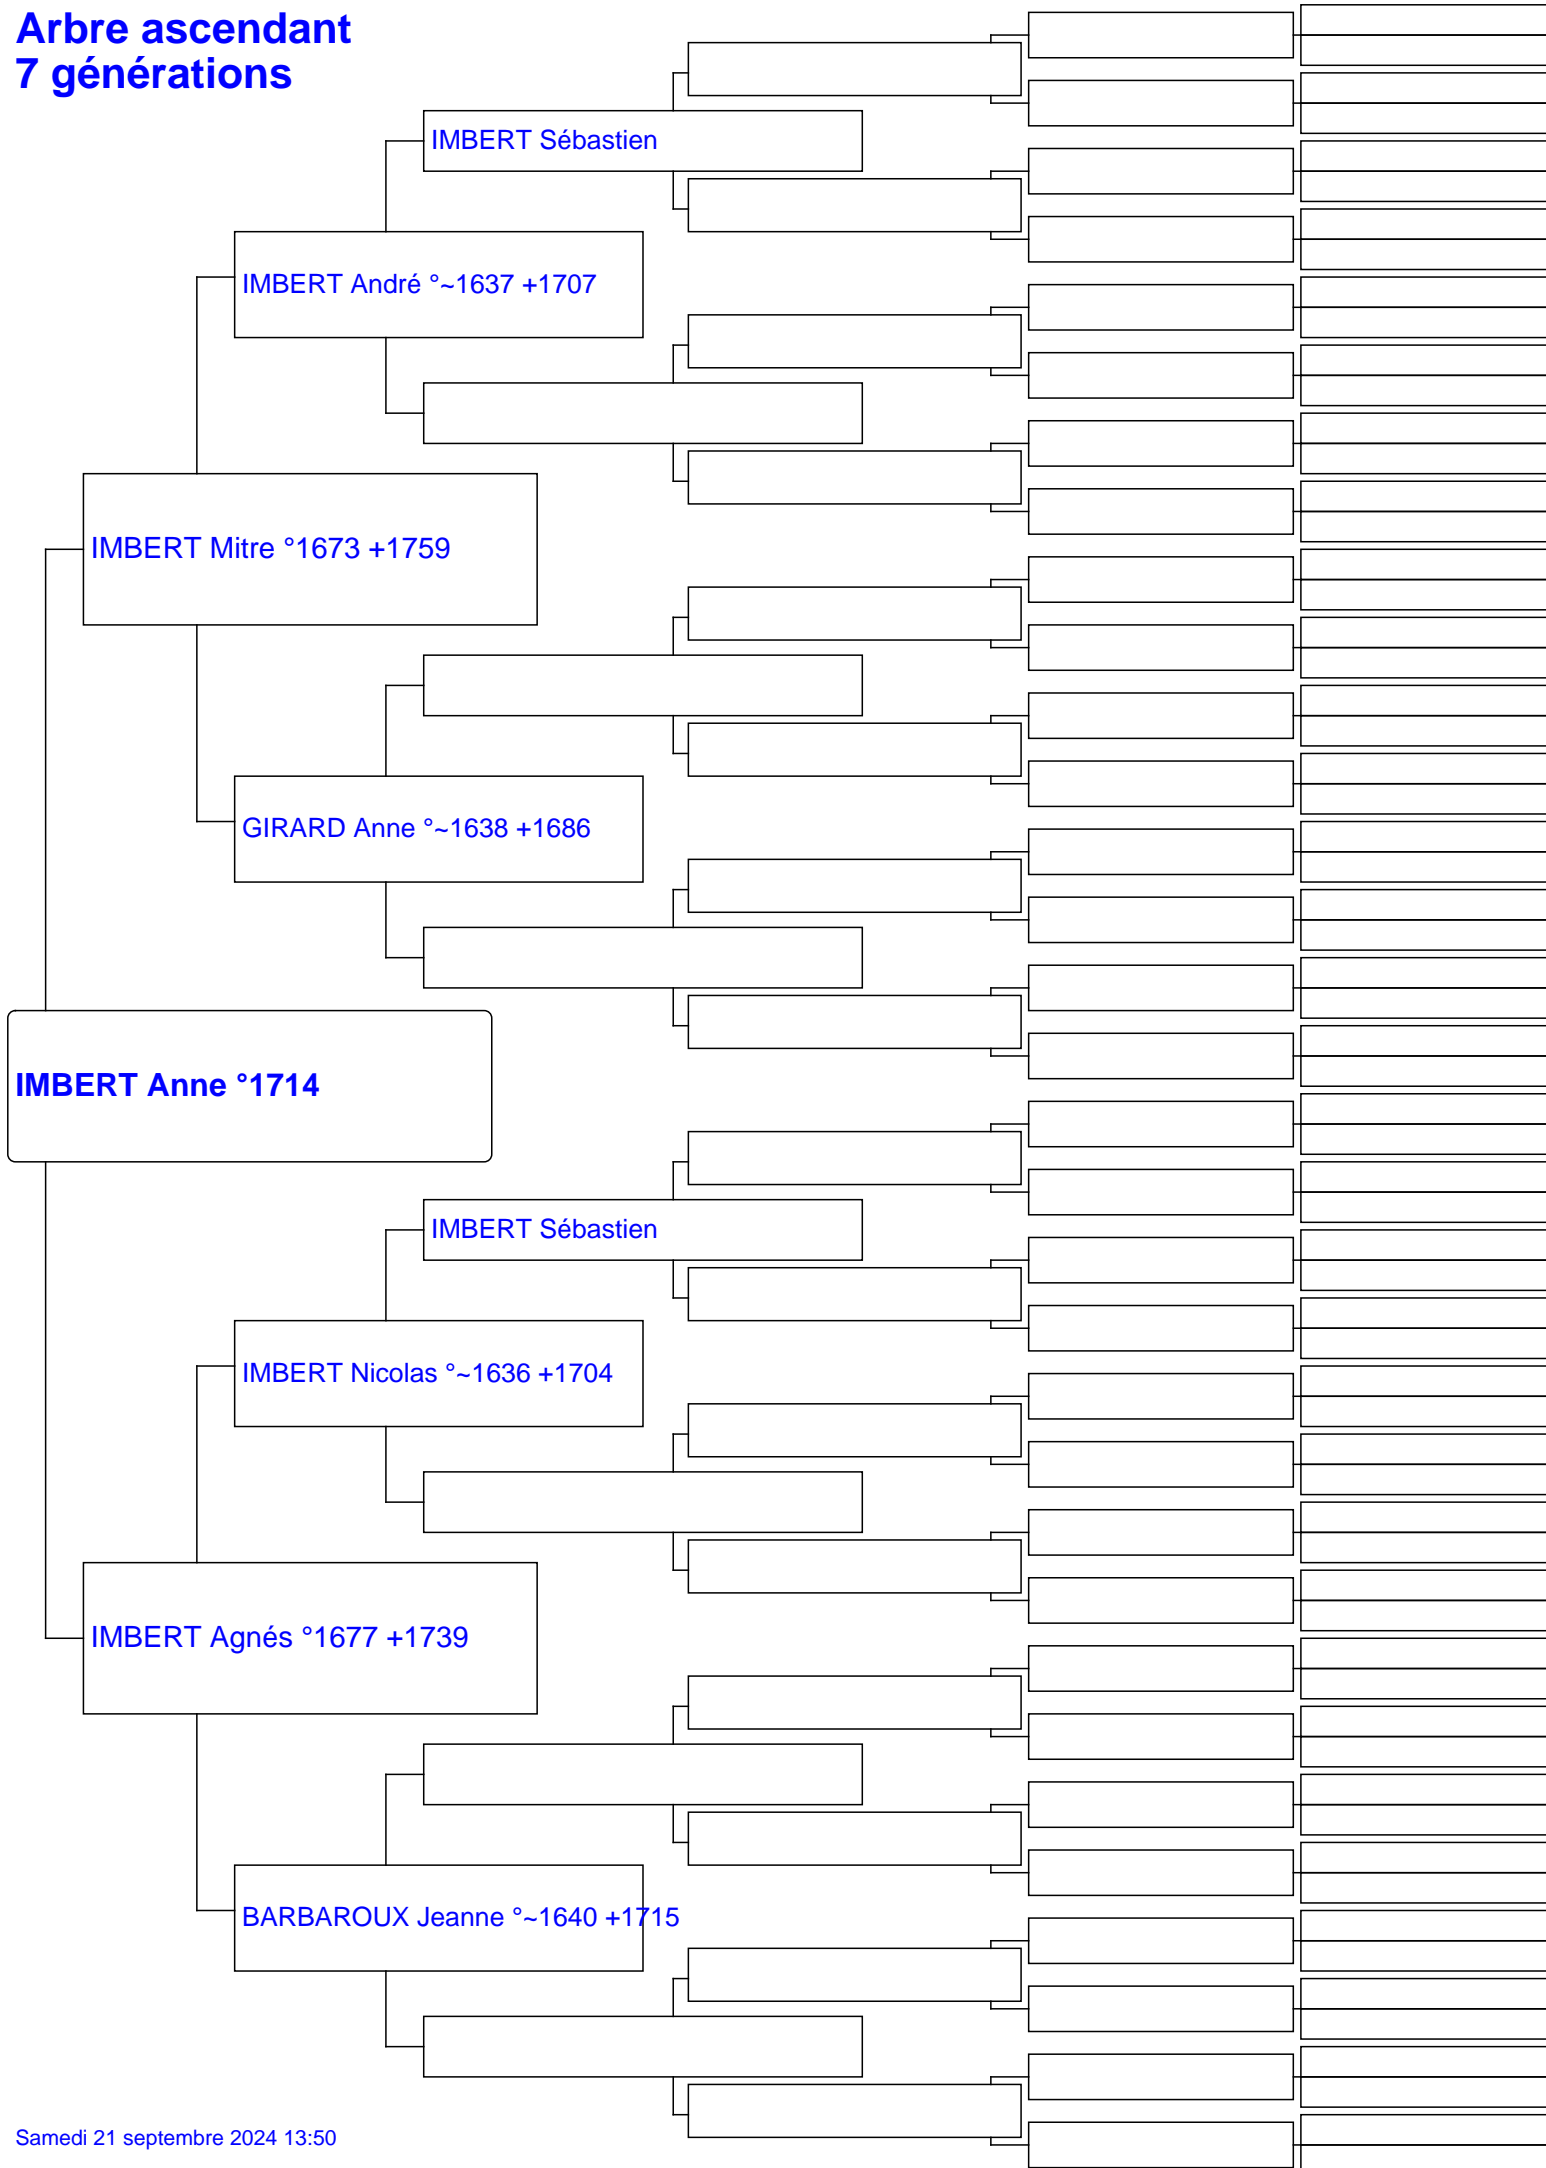 Arbre ascendant
7 générations
IMBERT Sébastien
IMBERT André °~1637 +1707
IMBERT Mitre °1673 +1759
GIRARD Anne °~1638 +1686
IMBERT Anne °1714
IMBERT Sébastien
IMBERT Nicolas °~1636 +1704
IMBERT Agnés °1677 +1739
BARBAROUX Jeanne °~1640 +1715
Samedi 21 septembre 2024 13:50